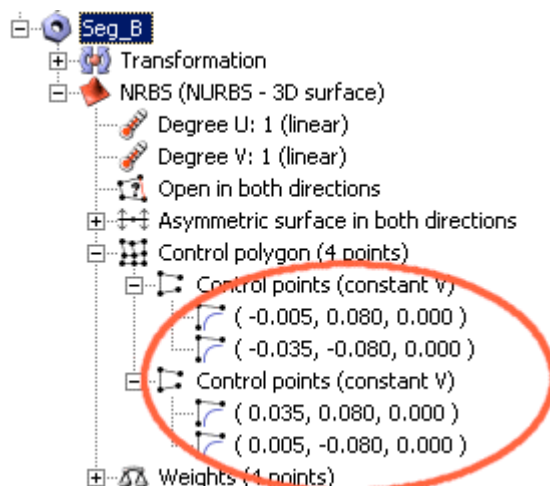 Seg_B
Transformation
NRBS (NURBS - 3D surface)
Degree U: 1 (linear)
Degree V: 1 (linear)
Open in both directions
Asymmetric surface in both directions
Control polygon (4 points)
Control points (constant V)
( -0.005, 0.080, 0.000 )
( -0.035, -0.080, 0.000 )
Control points (constant V)
( 0.035, 0.080, 0.000 )
( 0.005, -0.080, 0.000 )
Weights (4 points)